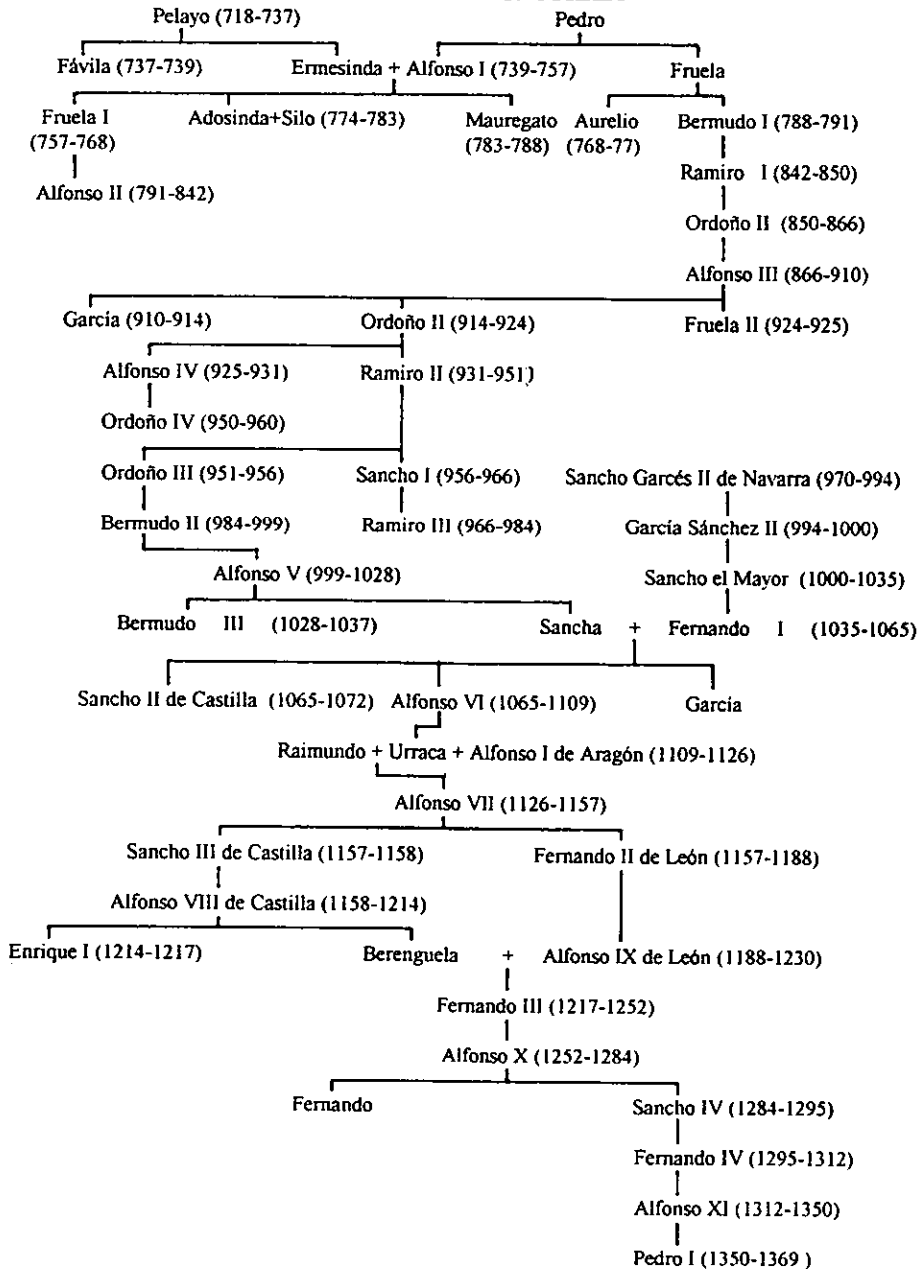 Pelayo (718-737) Pedro
Fávila (737-739) Ermesinda + Alfonso I (739-757) Fruela
Fruela I Adosinda+Silo (774-783) Mauregato Aurelio Bermudo I (788-791)
(757-768) (783-788) (768-77)
Alfonso II (791-842) Ramiro I (842-850)
Ordoño II (850-866)
Alfonso III (866-910)
García (910-914) Ordoño II (914-924) Fruela II (924-925)
Alfonso IV (925-931) Ramiro II (931-951)
Ordoño IV (950-960)
Ordoño III (951-956) Sancho I (956-966) Sancho Garcés II de Navarra (970-994)
Bermudo II (984-999) Ramiro III (966-984) García Sánchez II (994-1000)
Alfonso V (999-1028) Sancho el Mayor (1000-1035)
Bermudo III (1028-1037) Sancha + Fernando I (1035-1065)
Sancho II de Castilla (1065-1072) Alfonso VI (1065-1109) García
Raimundo + Urraca + Alfonso I de Aragón (1109-1126)
Alfonso VII (1126-1157)
Sancho III de Castilla (1157-1158) Fernando II de León (1157-1188)
Alfonso VIII de Castilla (1158-1214)
Enrique I (1214-1217) Berenguela + Alfonso IX de León (1188-1230)
Fernando III (1217-1252)
Alfonso X (1252-1284)
Fernando Sancho IV (1284-1295)
Fernando IV (1295-1312)
Alfonso XI (1312-1350)
Pedro I (1350-1369 )